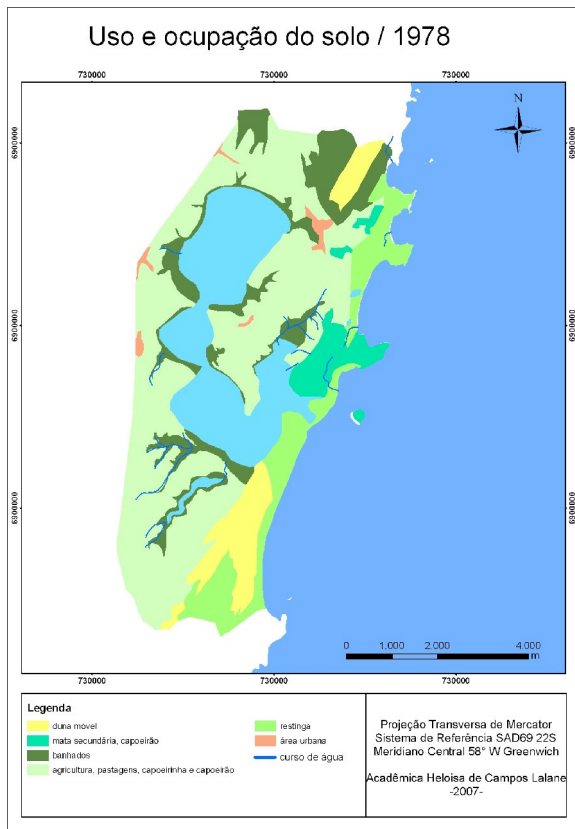 Uso e ocupação do solo / 1978
730000 730000 730000
N
6900000 6900000
6900000 6900000
6900000 6900000
0 1.000 2.000 4.000
m
730000 730000 730000
Legenda
duna móvel
mata secundária, capoeirão
banhados
agricultura, pastagens, capoeirinha e capoeirão
restinga
área urbana
curso de água
Projeção Transversa de Mercator
Sistema de Referência SAD69 22S
Meridiano Central 58° W Greenwich
Acadêmica Heloisa de Campos Lalane
-2007-